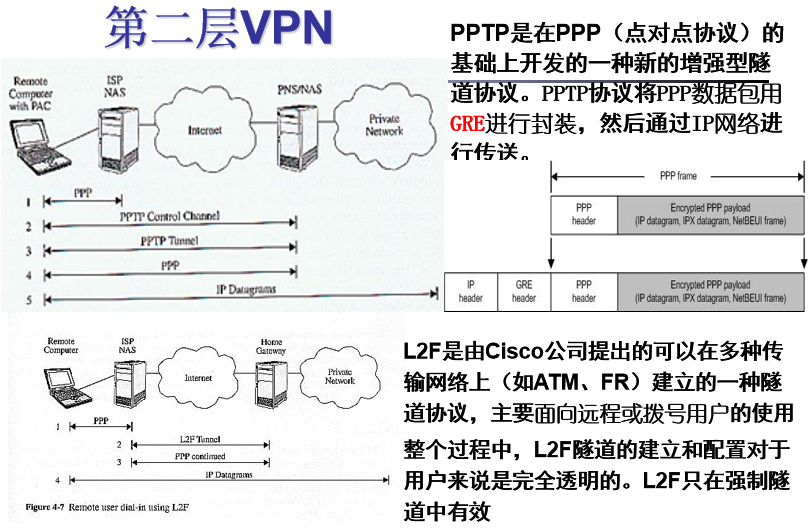 第二层VPN
PPTP是在PPP（点对点协议）的
基础上开发的一种新的增强型隧
道协议。PPTP协议将PPP数据包用
GRE进行封装，然后通过IP网络进
行传送。
Remote
Computer
with PAC
ISP
NAS
Internet
PNS/NAS
Private
Network
1 PPP
2 PPTP Control Channel
3 PPTP Tunnel
4 PPP
5 IP Datagrams
PPP frame
PPP
header
Encrypted PPP payload
(IP datagram, IPX datagram, NetBEUI frame)
IP
header
GRE
header
PPP
header
Encrypted PPP payload
(IP datagram, IPX datagram, NetBEUI frame)
Remote
Computer
ISP
NAS
Internet
Home
Gateway
Private
Network
1 PPP
2 L2F Tunnel
3 PPP continued
4 IP Datagrams
Figure 4-7 Remote user dial-in using L2F
L2F是由Cisco公司提出的可以在多种传
输网络上（如ATM、FR）建立的一种隧
道协议，主要面向远程或拨号用户的使用
整个过程中，L2F隧道的建立和配置对于
用户来说是完全透明的。L2F只在强制隧
道中有效